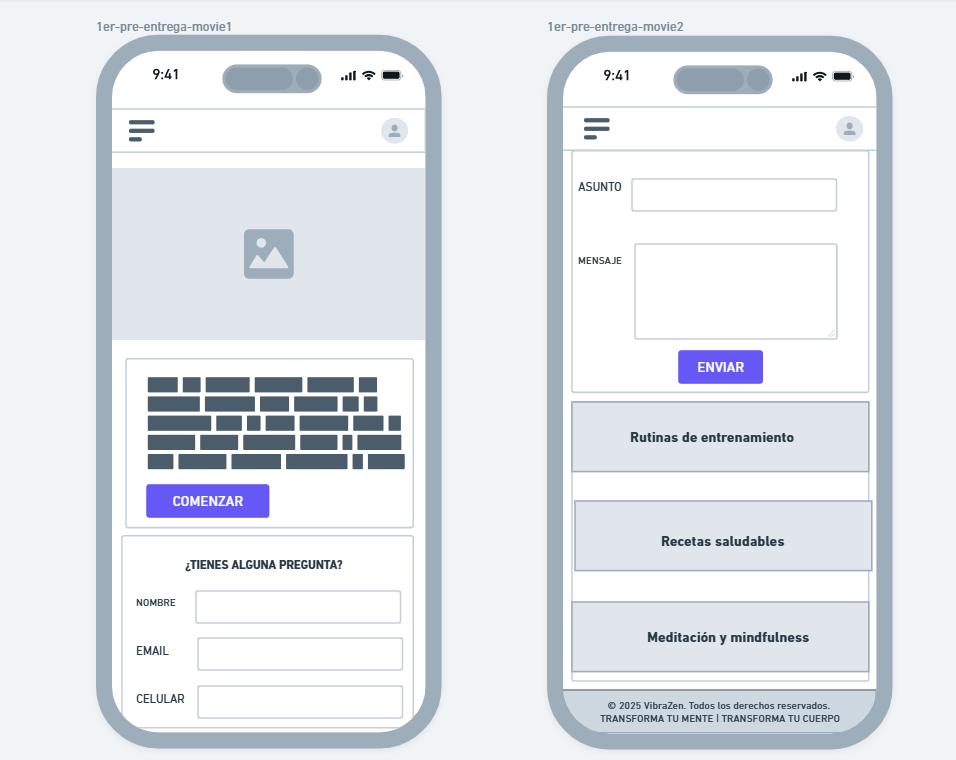 1er-pre-entrega-movie1
9:41
COMENZAR
¿TIENES ALGUNA PREGUNTA?
NOMBRE
EMAIL
CELULAR
1er-pre-entrega-movie2
9:41
ASUNTO
MENSAJE
ENVIAR
Rutinas de entrenamiento
Recetas saludables
Meditación y mindfulness
© 2025 VibraZen. Todos los derechos reservados.
TRANSFORMA TU MENTE | TRANSFORMA TU CUERPO